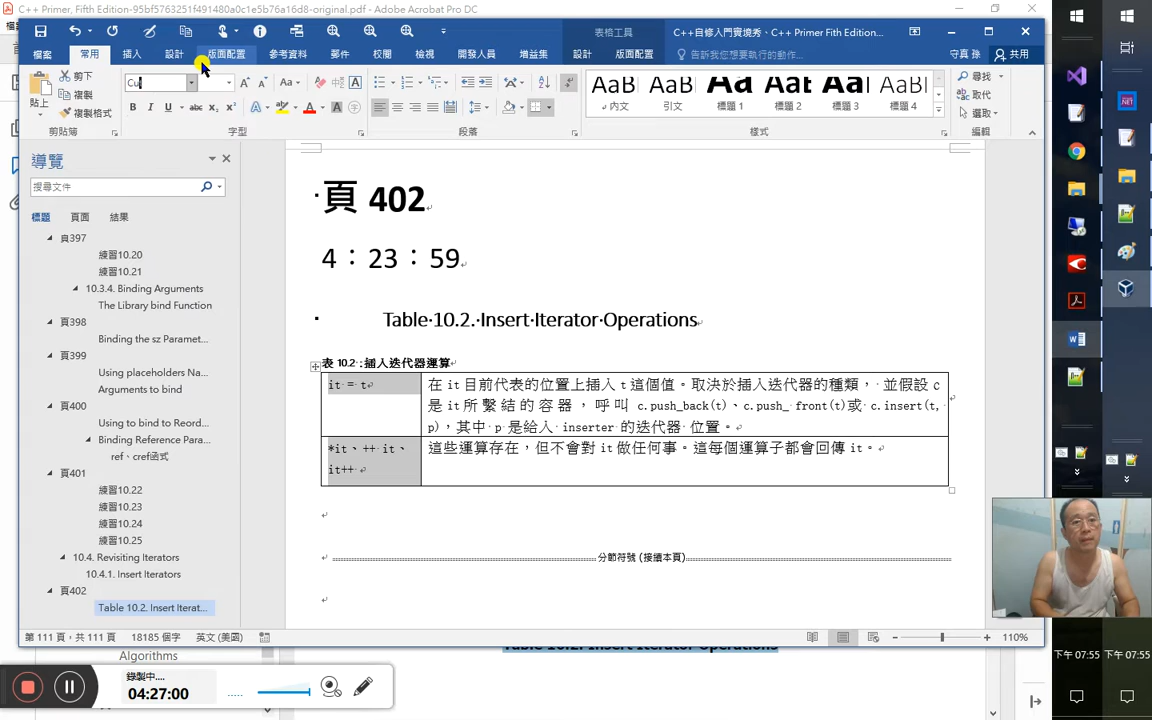 C++ Primer, Fifth Edition-95bf5763251f491480a0c1e5b76a16d8-original.pdf - Adobe Acrobat Pro DC
表格工具
C++自修入門實境秀、C++ Primer Fifth Edition...
檔案 常用 插入 設計 版面配置 參考資料 郵件 校閱 檢視 開發人員 增益集 設計 版面配置 告訴我您想要執行的動作... 守真 孫 共用
貼上
剪下
複製
複製格式
剪貼簿
字型
段落
AaB AaB Aa Aat AaB AaBC
内文 引文 標題 1 標題 2 標題 3 標題 4
樣式
尋找
取代
選取
編輯
導覽
搜尋文件
標題 頁面 結果
頁397
練習10.20
練習10.21
10.3.4. Binding Arguments
The Library bind Function
頁398
Binding the sz Paramet...
頁399
Using placeholders Na...
Arguments to bind
頁400
Using to bind to Reord...
Binding Reference Para...
ref、cref函式
頁401
練習10.22
練習10.23
練習10.24
練習10.25
10.4. Revisiting Iterators
10.4.1. Insert Iterators
頁402
Table 10.2. Insert Iterat...
頁 402
4：23：59
Table 10.2. Insert Iterator Operations
表 10.2 :插入迭代器運算
it = t
在 it 目前代表的位置上插入 t 這個值。取決於插入迭代器的種類， 並假設 c
是 it 所繫結的容器，呼叫 c.push_back(t)、c.push_ front(t)或 c.insert(t,
p)，其中 p 是給入 inserter 的迭代器 位置。
*it、++ it、
it++
這些運算存在，但不會對 it 做任何事。這每個運算子都會回傳 it。
分節符號 (接續本頁)
第 111 頁，共 111 頁 18185 個字 英文 (美國) 110%
Algorithms
Table 10.2. Insert Iterator Operations
錄製中...
04:27:00
下午 07:55 下午 07:55